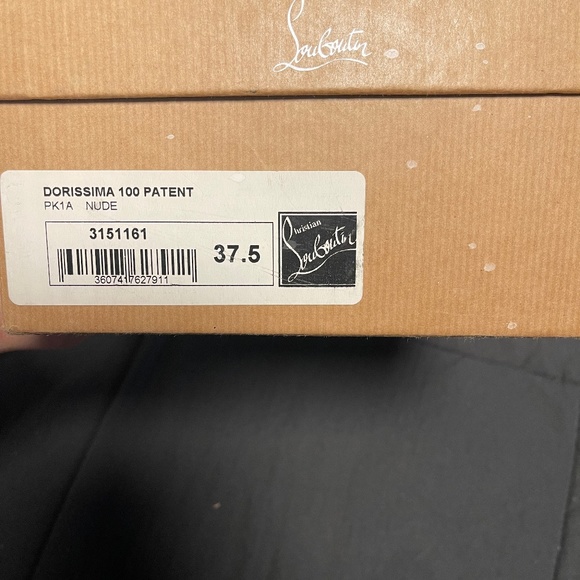 Louboutin
DORISSIMA 100 PATENT
PK1A NUDE
3151161
37.5
3607417627911
Christian
Louboutin